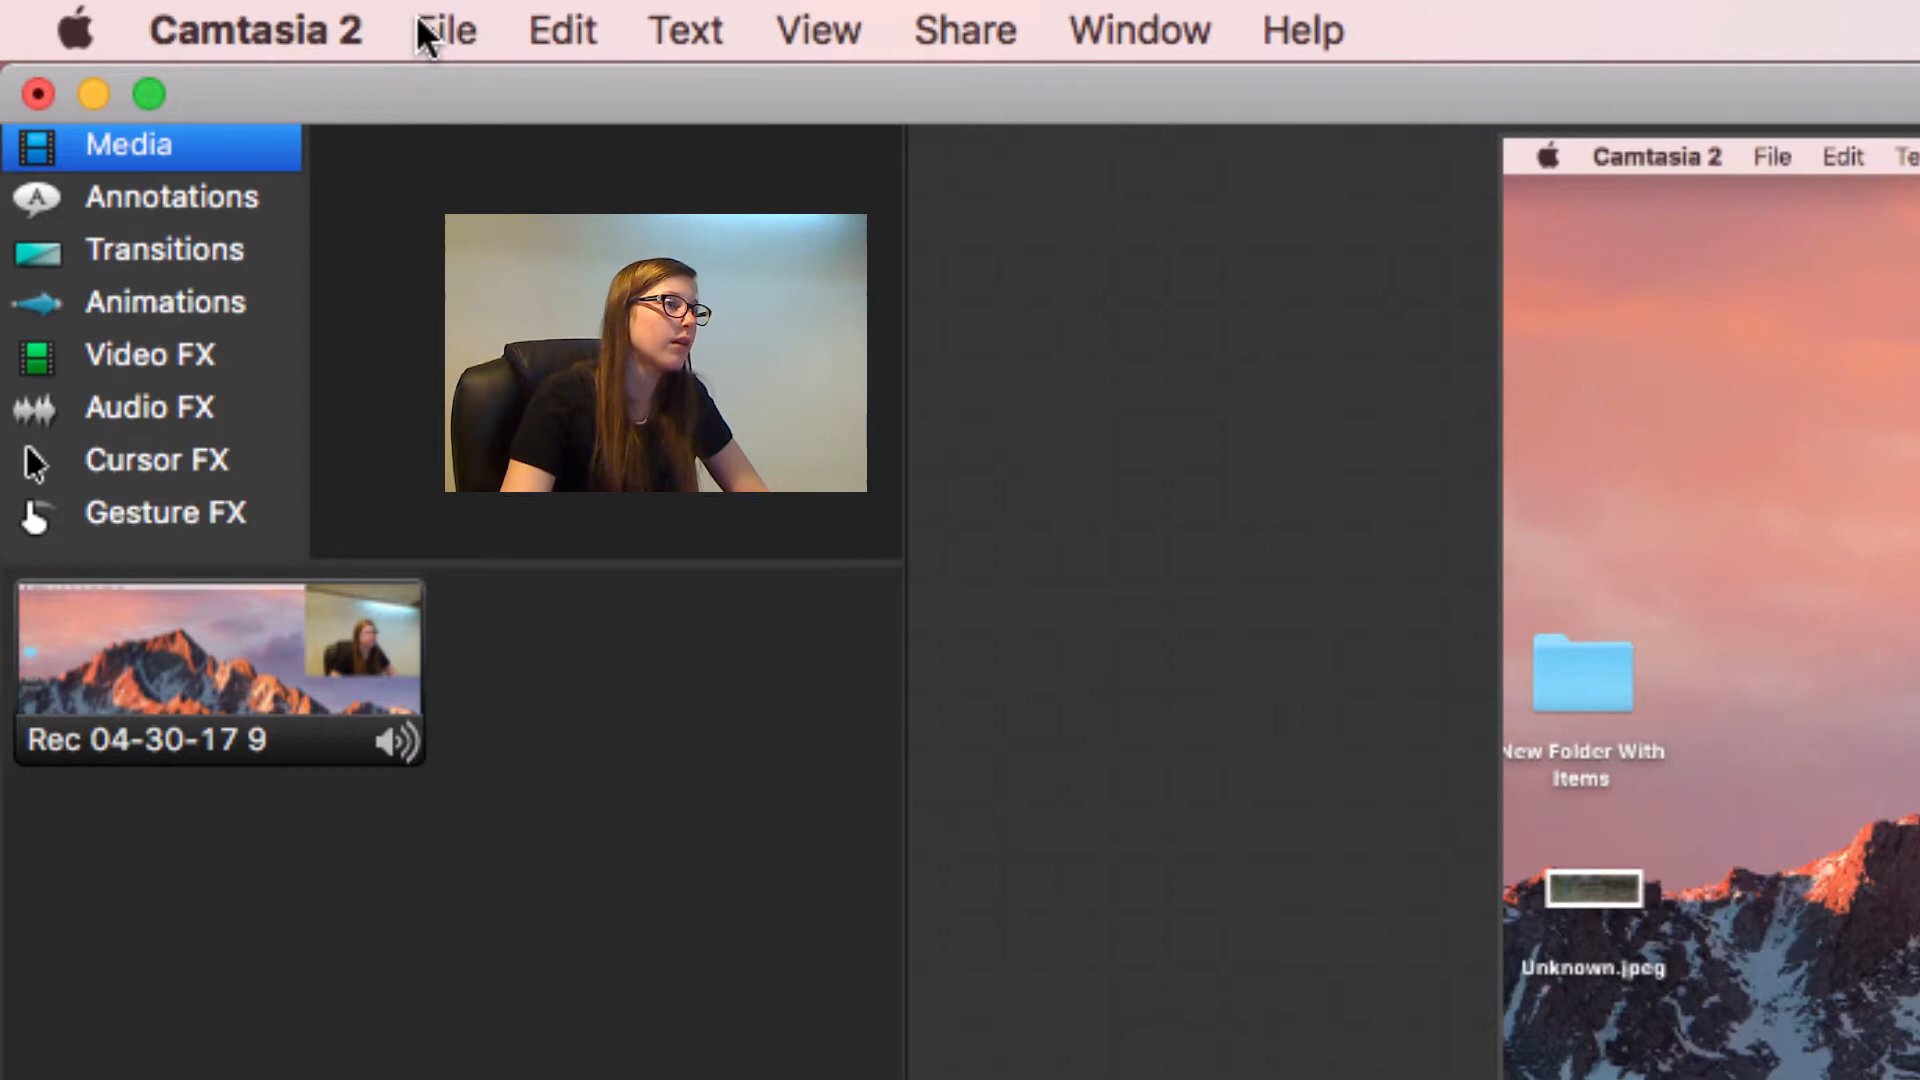 Camtasia 2 File Edit Text View Share Window Help
Media
Annotations
Transitions
Animations
Video FX
Audio FX
Cursor FX
Gesture FX
Rec 04-30-17 9
Camtasia 2 File Edit Te
New Folder With
Items
Unknown.jpeg